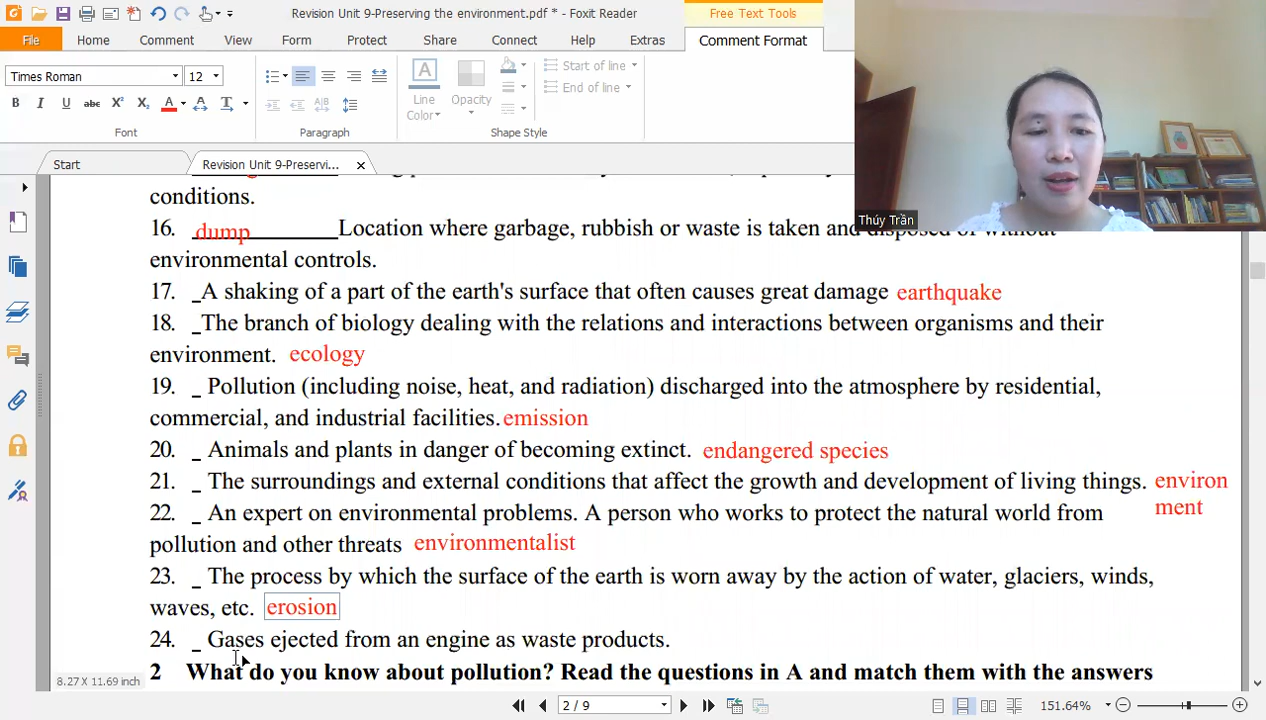 Revision Unit 9-Preserving the environment.pdf * - Foxit Reader
Free Text Tools
File Home Comment View Form Protect Share Connect Help Extras Comment Format
Times Roman 12
Start of line
End of line
Line Color Opacity
B I U abc X² X₂ A A T
Font Paragraph Shape Style
Start Revision Unit 9-Preservi...
Thúy Trần
conditions.
16. dump Location where garbage, rubbish or waste is taken and disposed of without
environmental controls.
17. _A shaking of a part of the earth's surface that often causes great damage earthquake
18. _The branch of biology dealing with the relations and interactions between organisms and their
environment. ecology
19. _ Pollution (including noise, heat, and radiation) discharged into the atmosphere by residential,
commercial, and industrial facilities. emission
20. _ Animals and plants in danger of becoming extinct. endangered species
21. _ The surroundings and external conditions that affect the growth and development of living things. environ
ment
22. _ An expert on environmental problems. A person who works to protect the natural world from
pollution and other threats environmentalist
23. _ The process by which the surface of the earth is worn away by the action of water, glaciers, winds,
waves, etc. erosion
24. _ Gases ejected from an engine as waste products.
2 What do you know about pollution? Read the questions in A and match them with the answers
8.27 X 11.69 inch
2 / 9
151.64%